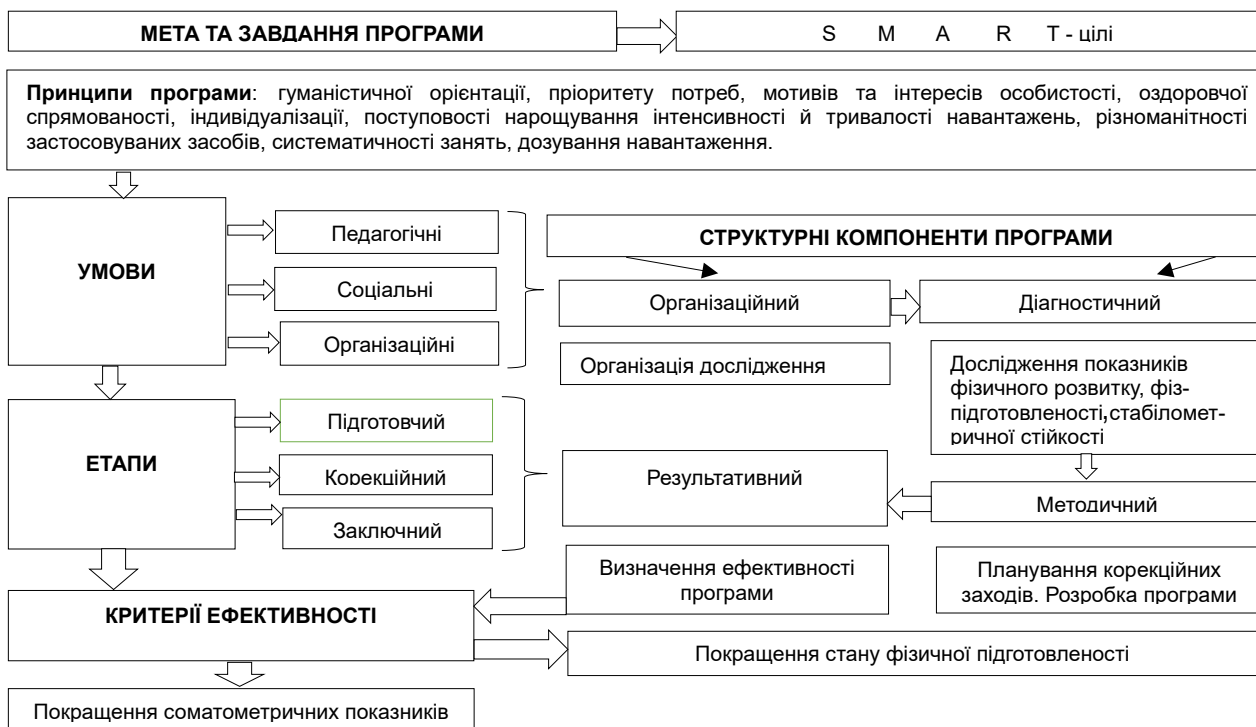 МЕТА ТА ЗАВДАННЯ ПРОГРАМИ
S M A R T - цілі
Принципи програми: гуманістичної орієнтації, пріоритету потреб, мотивів та інтересів особистості, оздоровчої
спрямованості, індивідуалізації, поступовості нарощування інтенсивності й тривалості навантажень, різноманітності
застосовуваних засобів, систематичності занять, дозування навантаження.
УМОВИ
Педагогічні
Соціальні
Організаційні
СТРУКТУРНІ КОМПОНЕНТИ ПРОГРАМИ
Організаційний
Діагностичний
Організація дослідження
Дослідження показників
фізичного розвитку, фіз-
підготовленості,стабіломет-
ричної стійкості
ЕТАПИ
Підготовчий
Корекційний
Заключний
Результативний
Методичний
Визначення ефективності
програми
Планування корекційних
заходів. Розробка програми
КРИТЕРІЇ ЕФЕКТИВНОСТІ
Покращення стану фізичної підготовленості
Покращення соматометричних показників